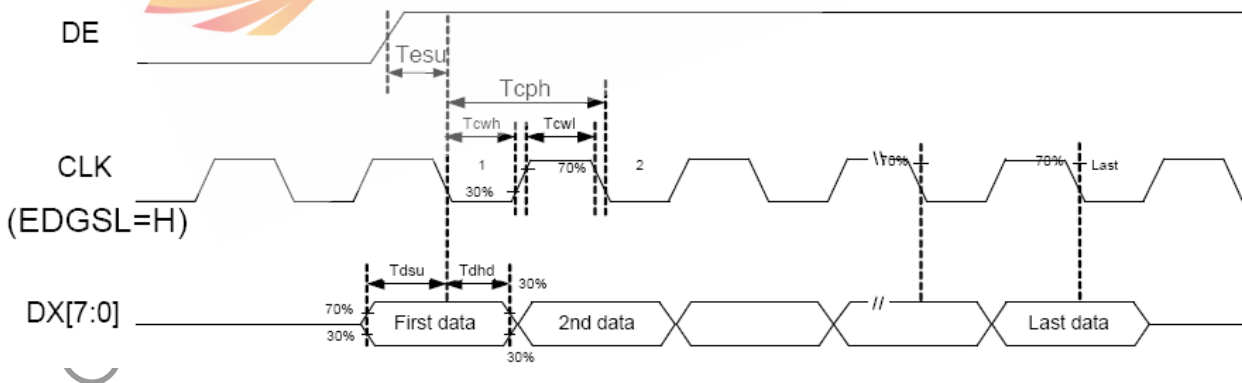 DE
Tesu
Tcph
Tcwh
Tcwl
CLK
1
70%
2
70%
70%
Last
30%
(EDGSL=H)
Tdsu
Tdhd
30%
DX[7:0]
70%
First data
2nd data
//
Last data
30%
30%